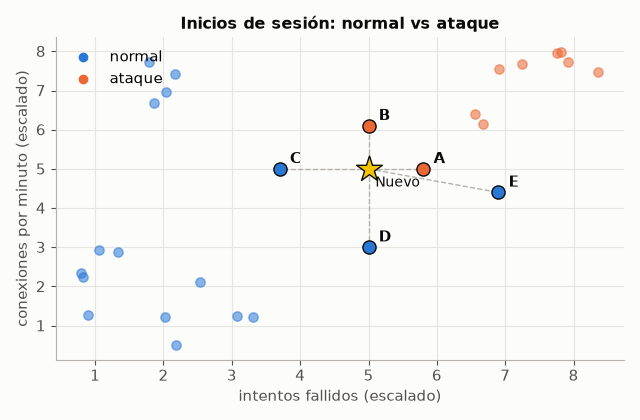 Inicios de sesión: normal vs ataque
normal
ataque
B
C
A
Nuevo
E
D
8
7
6
5
4
3
2
1
conexiones por minuto (escalado)
1 2 3 4 5 6 7 8
intentos fallidos (escalado)